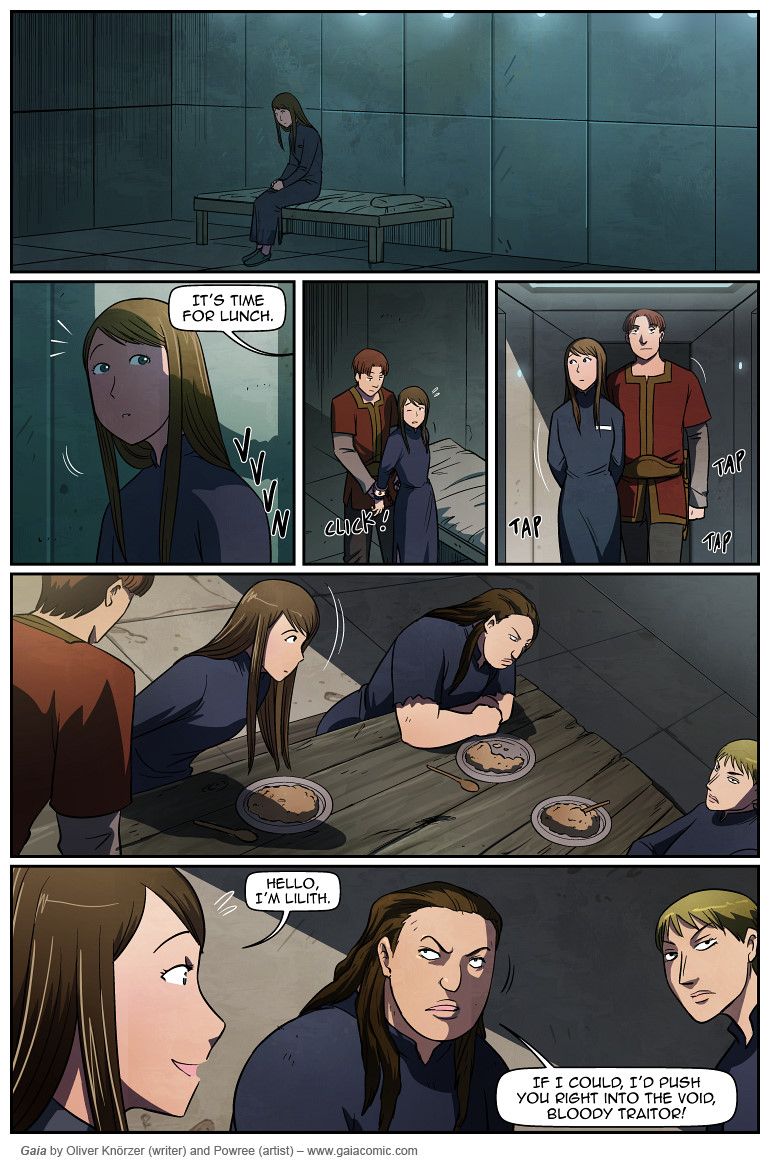 IT'S TIME
FOR LUNCH.
VVVN
CLICK!
TAP
TAP
TAP
HELLO,
I'M LILITH.
IF I COULD, I'D PUSH
YOU RIGHT INTO THE VOID,
BLOODY TRAITOR!
Gaia by Oliver Knörzer (writer) and Powree (artist) – www.gaiacomic.com